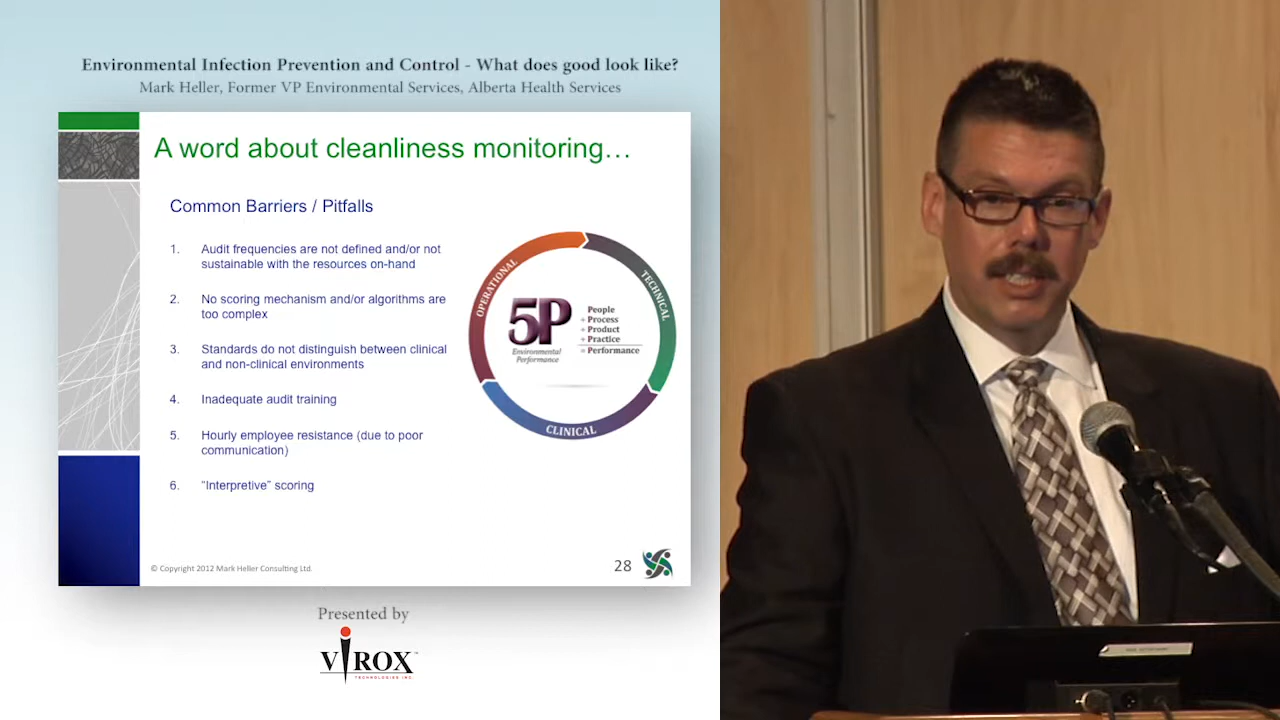 Environmental Infection Prevention and Control - What does good look like?
Mark Heller, Former VP Environmental Services, Alberta Health Services
A word about cleanliness monitoring…
Common Barriers / Pitfalls
1. Audit frequencies are not defined and/or not
sustainable with the resources on-hand
2. No scoring mechanism and/or algorithms are
too complex
3. Standards do not distinguish between clinical
and non-clinical environments
4. Inadequate audit training
5. Hourly employee resistance (due to poor
communication)
6. “Interpretive” scoring
OPERATIONAL
TECHNICAL
CLINICAL
5P
Environmental
Performance
People
+ Process
+ Product
+ Practice
= Performance
© Copyright 2012 Mark Heller Consulting Ltd.
28
Presented by
VIROX™
TECHNOLOGIES INC.